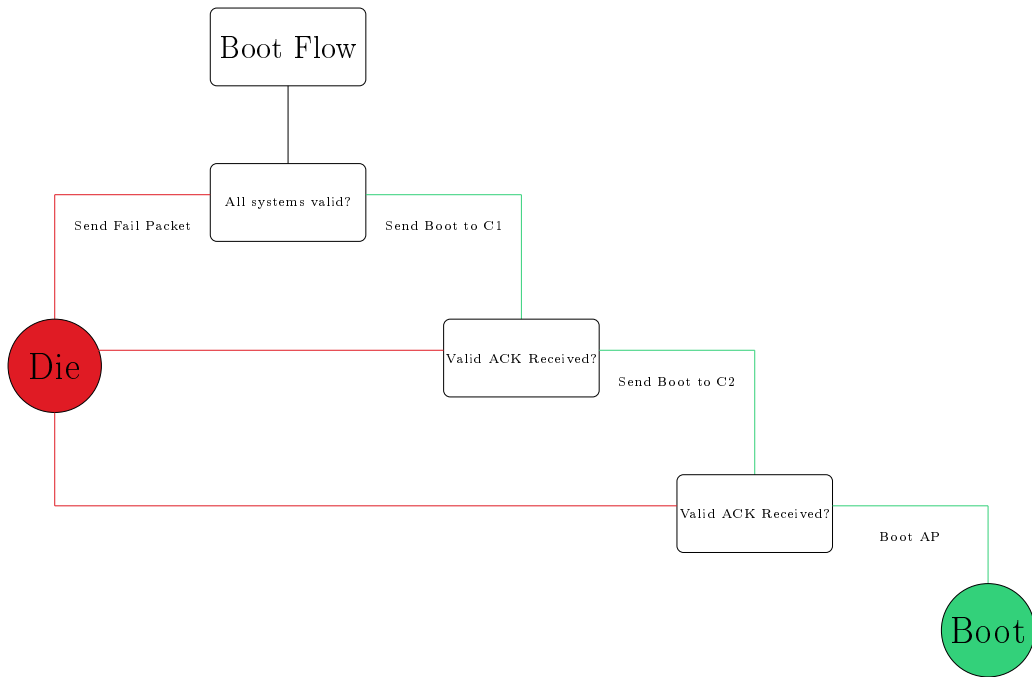 Boot Flow
All systems valid?
Send Fail Packet
Send Boot to C1
Die
Valid ACK Received?
Send Boot to C2
Valid ACK Received?
Boot AP
Boot